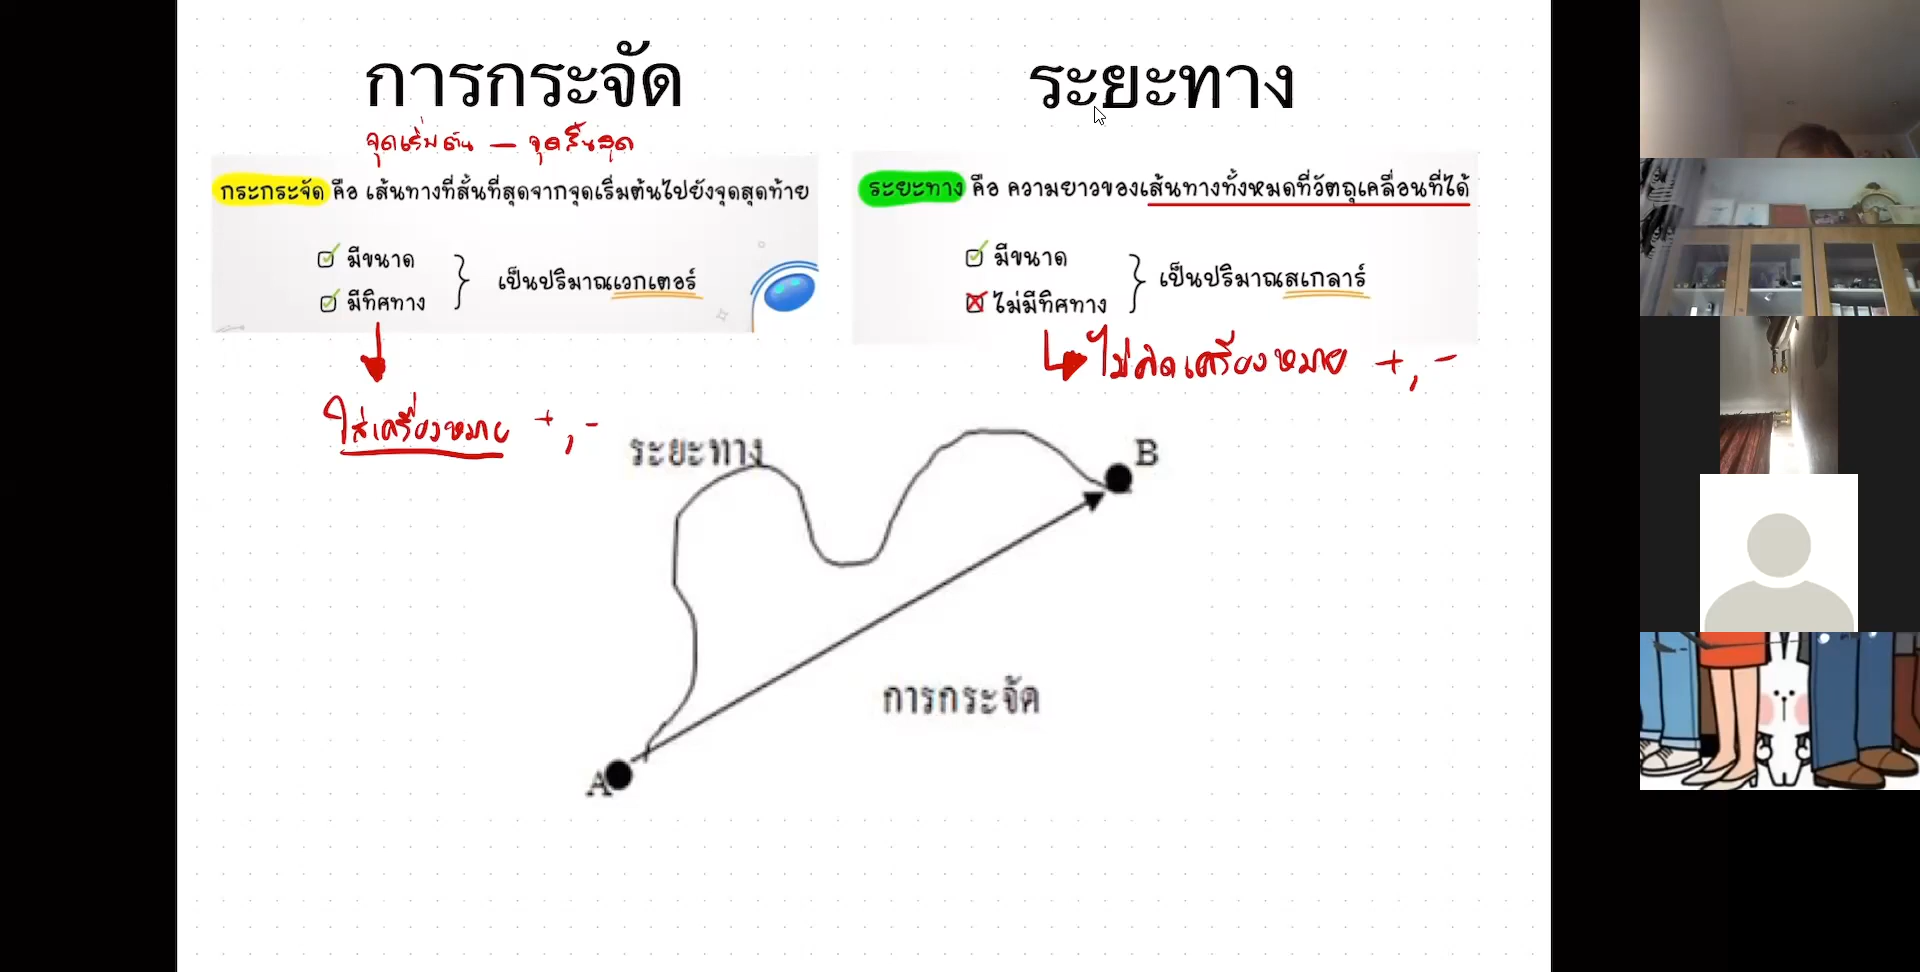 การกระจัด
จุดเริ่มต้น — จุดสิ้นสุด
กระกระจัด คือ เส้นทางที่สั้นที่สุดจากจุดเริ่มต้นไปยังจุดสุดท้าย
มีขนาด
มีทิศทาง
เป็นปริมาณเวกเตอร์
ใส่เครื่องหมาย +, -
ระยะทาง
ระยะทาง คือ ความยาวของเส้นทางทั้งหมดที่วัตถุเคลื่อนที่ได้
มีขนาด
ไม่มีทิศทาง
เป็นปริมาณสเกลาร์
ไม่คิดเครื่องหมาย +, -
ระยะทาง
B
การกระจัด
A